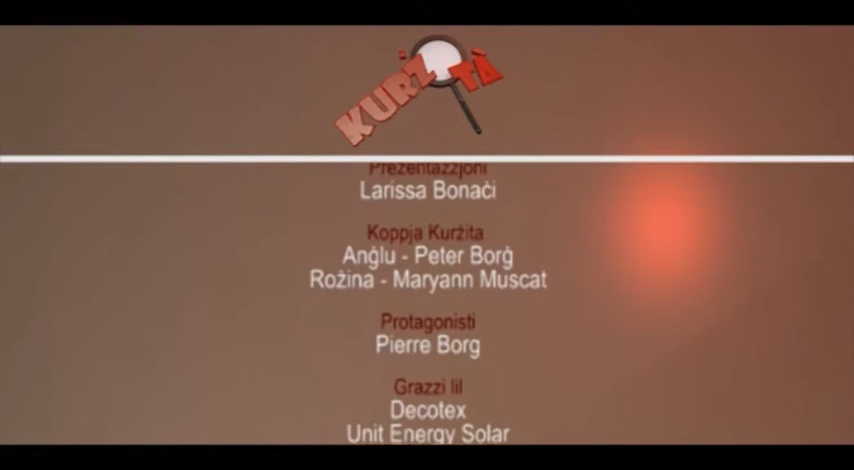 KURŻ TÀ
Preżentazzjoni
Larissa Bonaċi
Koppja Kurżita
Anġlu - Peter Borġ
Rożina - Maryann Muscat
Protagonisti
Pierre Borg
Grazzi lil
Decotex
Unit Energy Solar